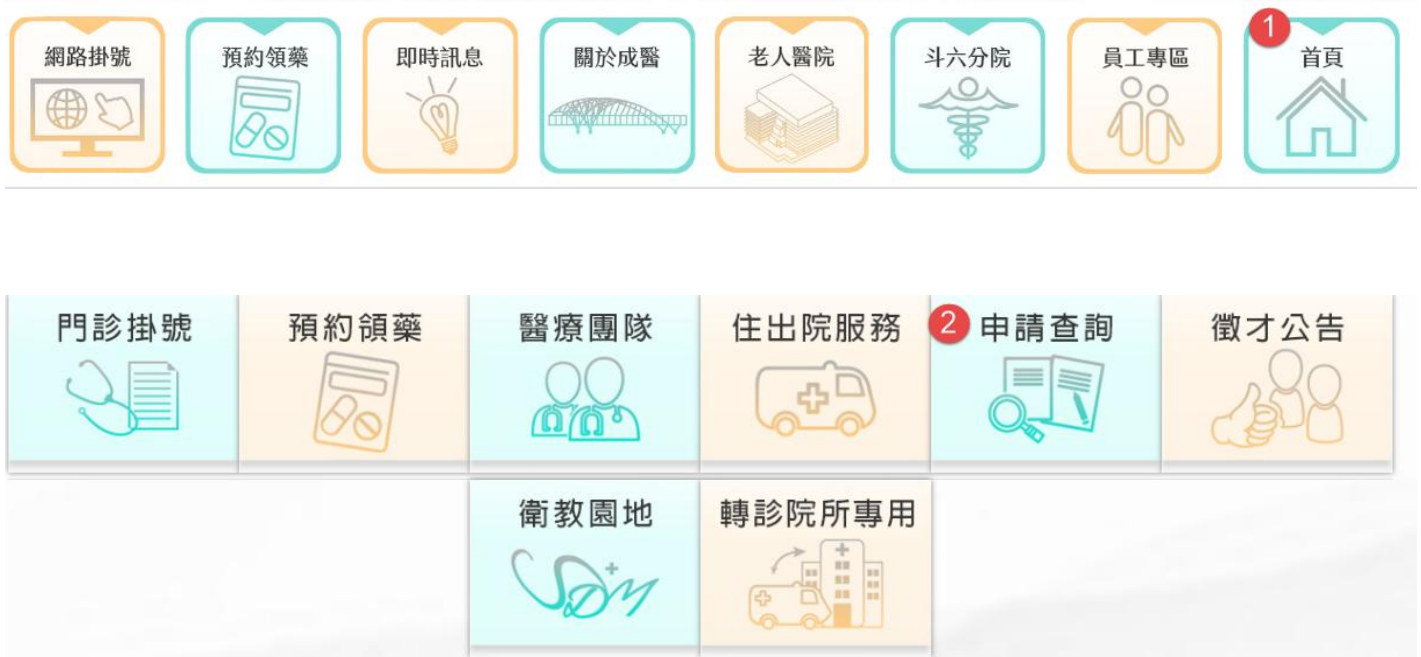 網路掛號
預約領藥
即時訊息
關於成醫
老人醫院
斗六分院
員工專區
1
首頁
門診掛號
預約領藥
醫療團隊
住出院服務
2
申請查詢
徵才公告
衛教園地
SDM
轉診院所專用